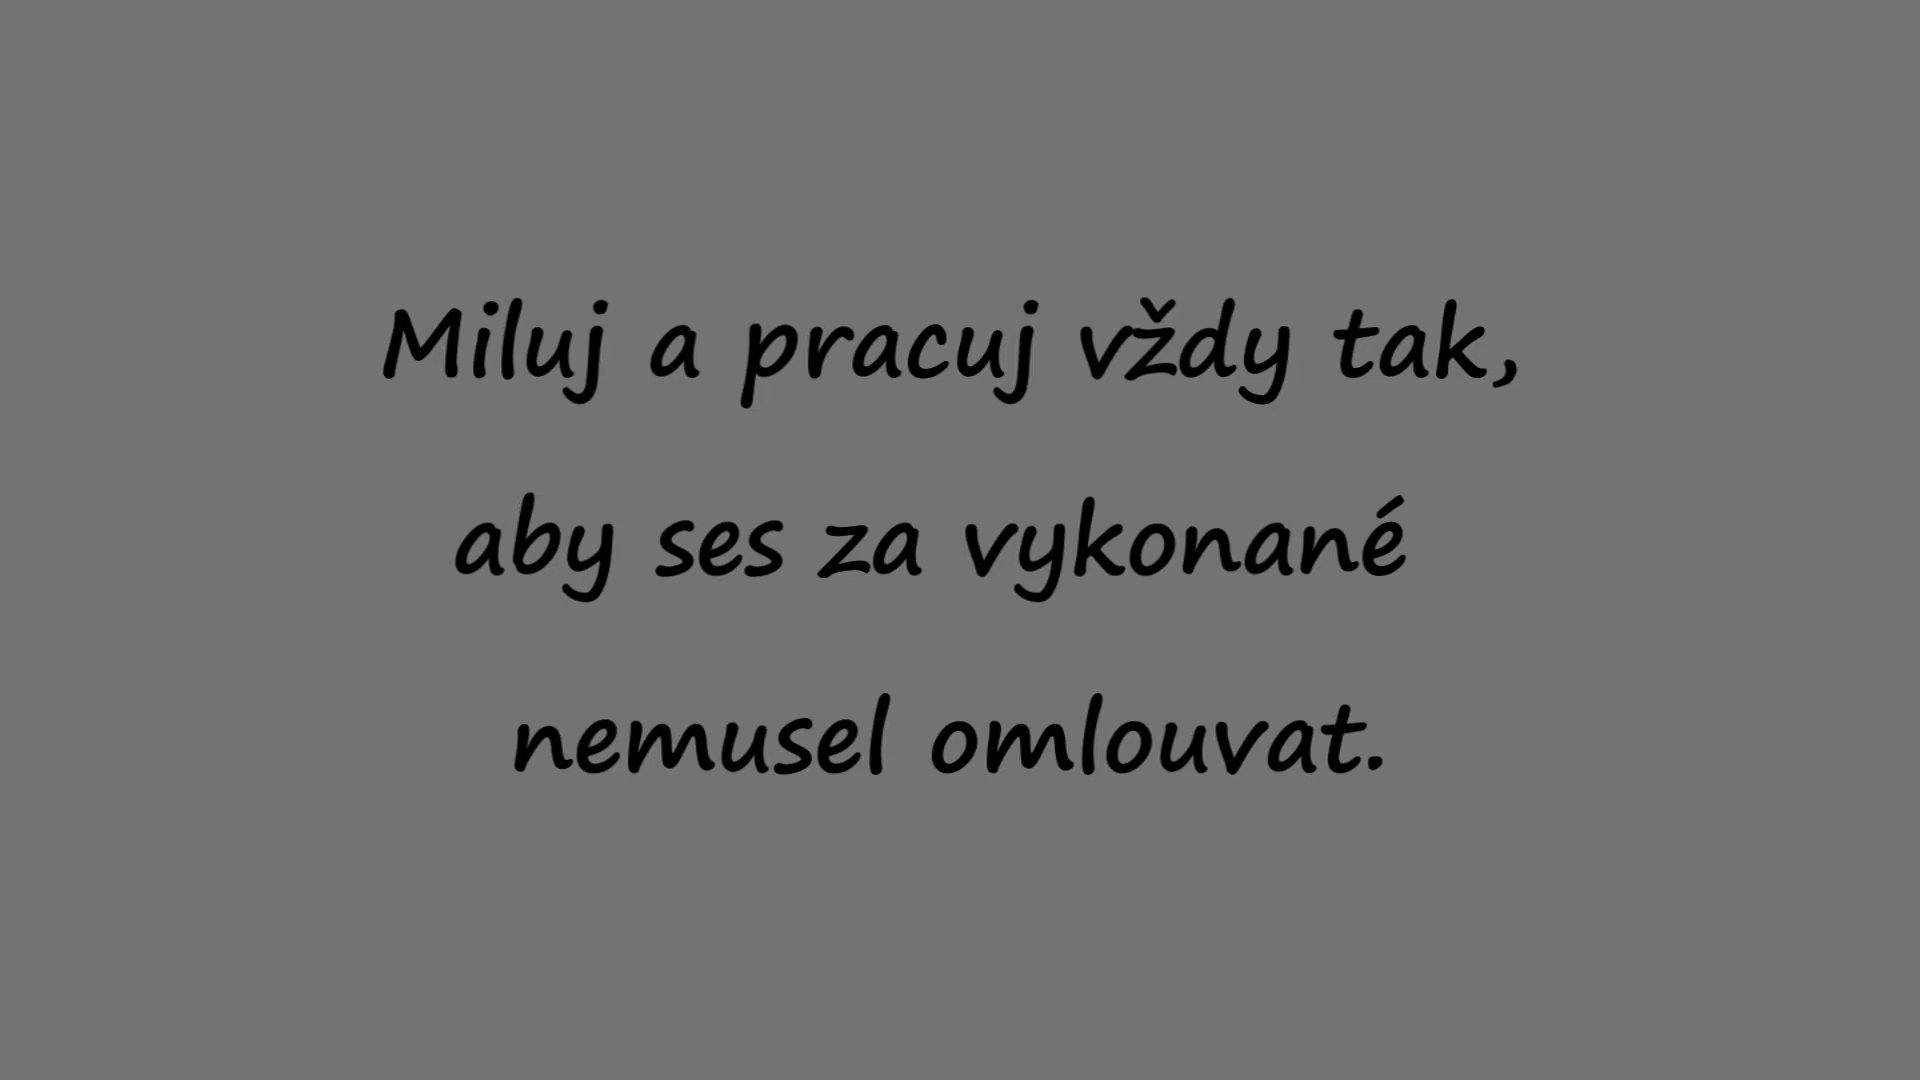 Miluj a pracuj vždy tak,
aby ses za vykonané
nemusel omlouvat.